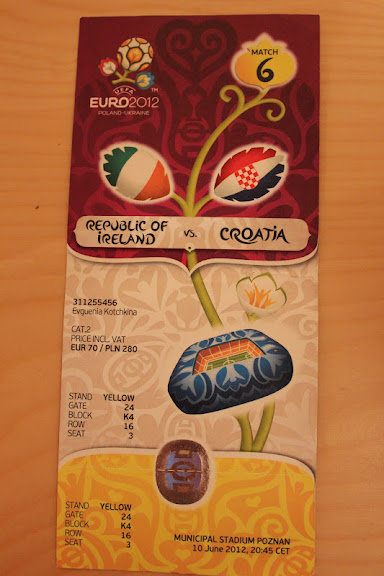 MATCH
6
UEFA
EURO2012
TM
POLAND-UKRAINE
REPUBLIC OF
IRELAND
VS.
CROATIA
311255456
Evguenia Kotchkina
CAT.2
PRICE INCL. VAT
EUR 70 / PLN 280
STAND YELLOW
GATE 24
BLOCK K4
ROW 16
SEAT 3
STAND YELLOW
GATE 24
BLOCK K4
ROW 16
SEAT 3
MUNICIPAL STADIUM POZNAN
10 June 2012, 20:45 CET